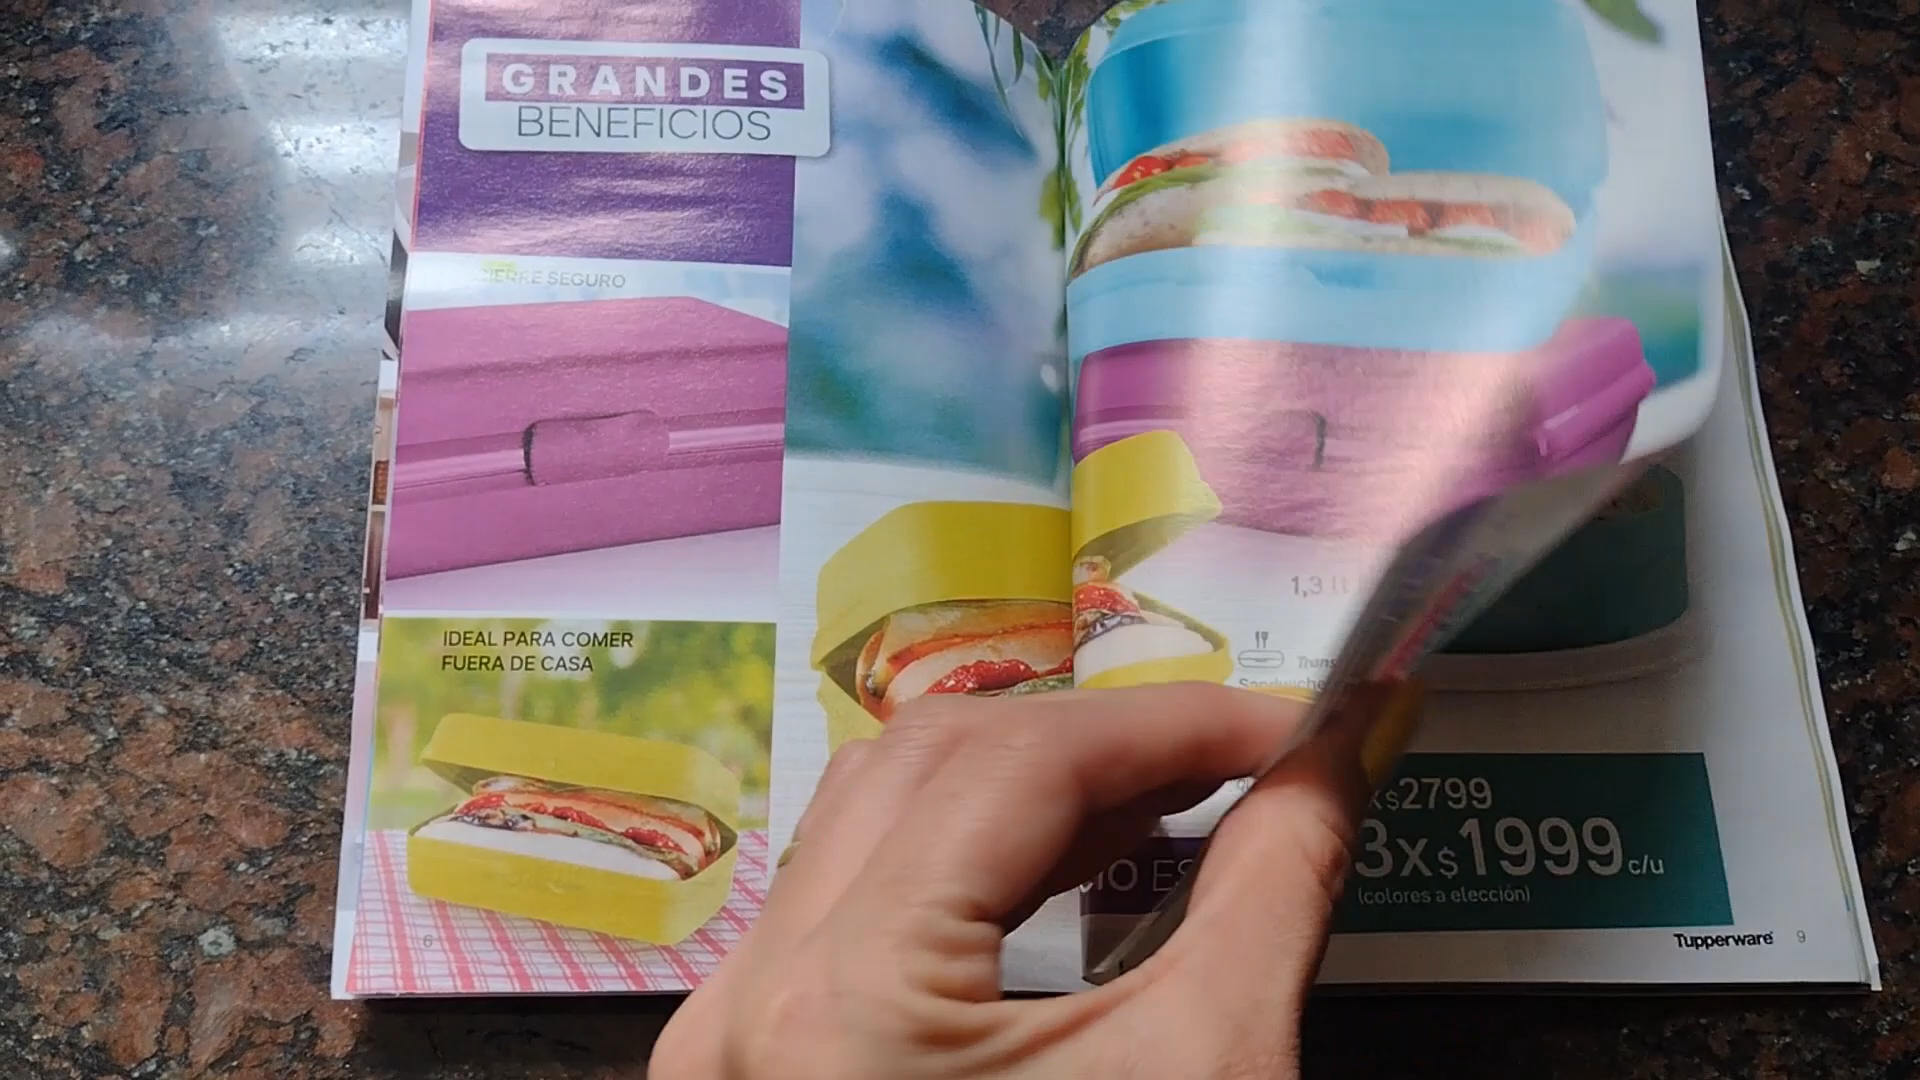 GRANDES
BENEFICIOS
CIERRE SEGURO
IDEAL PARA COMER
FUERA DE CASA
6
1,3 lt
Sandwiche
$2799
3x$1999 c/u
(colores a elección)
Tupperware 9